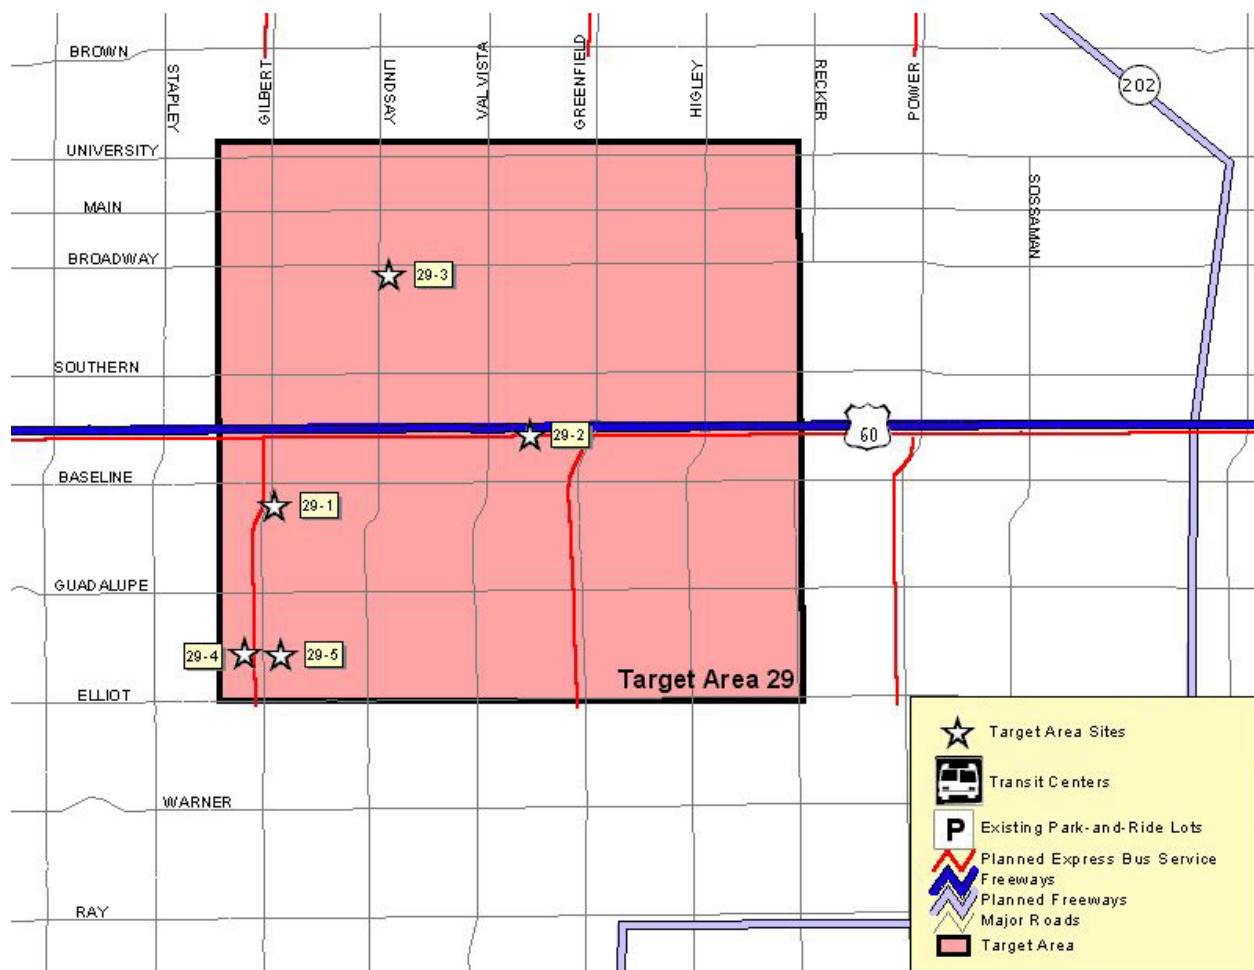 BROWN
STAPLEY
GILBERT
LINDSAY
VAL VISTA
GREENFIELD
HIGLEY
RECKER
POWER
202
UNIVERSITY
MAIN
SOSSAMAN
BROADWAY
29-3
SOUTHERN
29-2
60
BASELINE
29-1
GUADALUPE
29-4
29-5
Target Area 29
ELLIOT
WARNER
RAY
Target Area Sites
Transit Centers
P
Existing Park-and-Ride Lots
Planned Express Bus Service
Freeways
Planned Freeways
Major Roads
Target Area